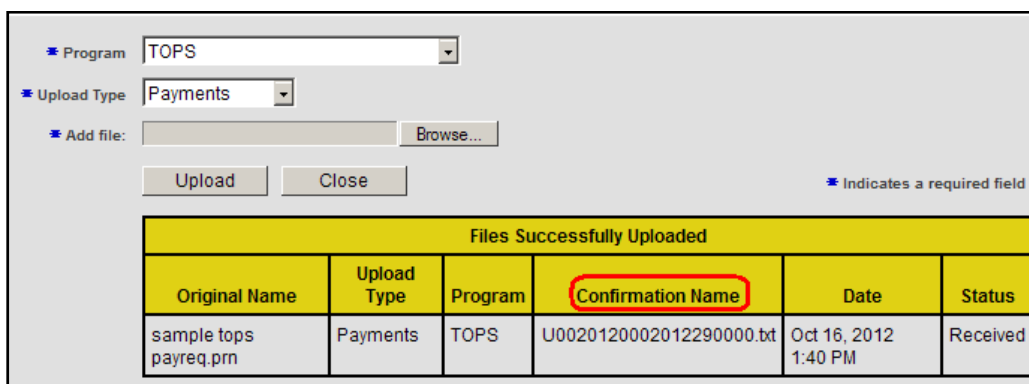 Program TOPS
Upload Type Payments
Add file: Browse...
Upload Close Indicates a required field
Files Successfully Uploaded
Original Name Upload Type Program Confirmation Name Date Status
sample tops payreq.prn Payments TOPS U0020120002012290000.txt Oct 16, 2012 1:40 PM Received